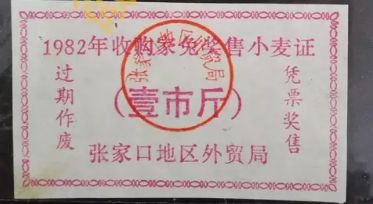 1982年收购家兔奖售小麦证
过期作废
(壹市斤)
凭票奖售
张家口地区外贸局